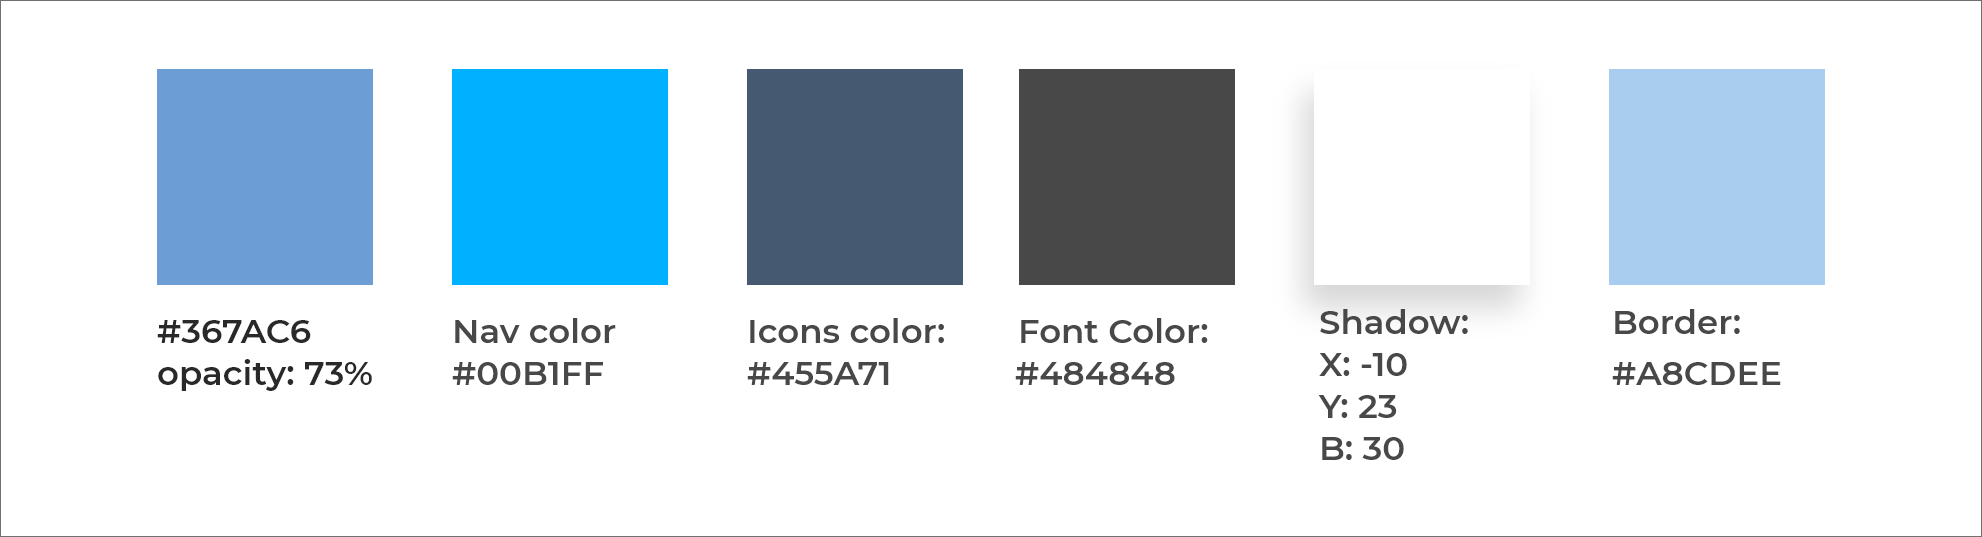 #367AC6
opacity: 73%
Nav color
#00B1FF
Icons color:
#455A71
Font Color:
#484848
Shadow:
X: -10
Y: 23
B: 30
Border:
#A8CDEE